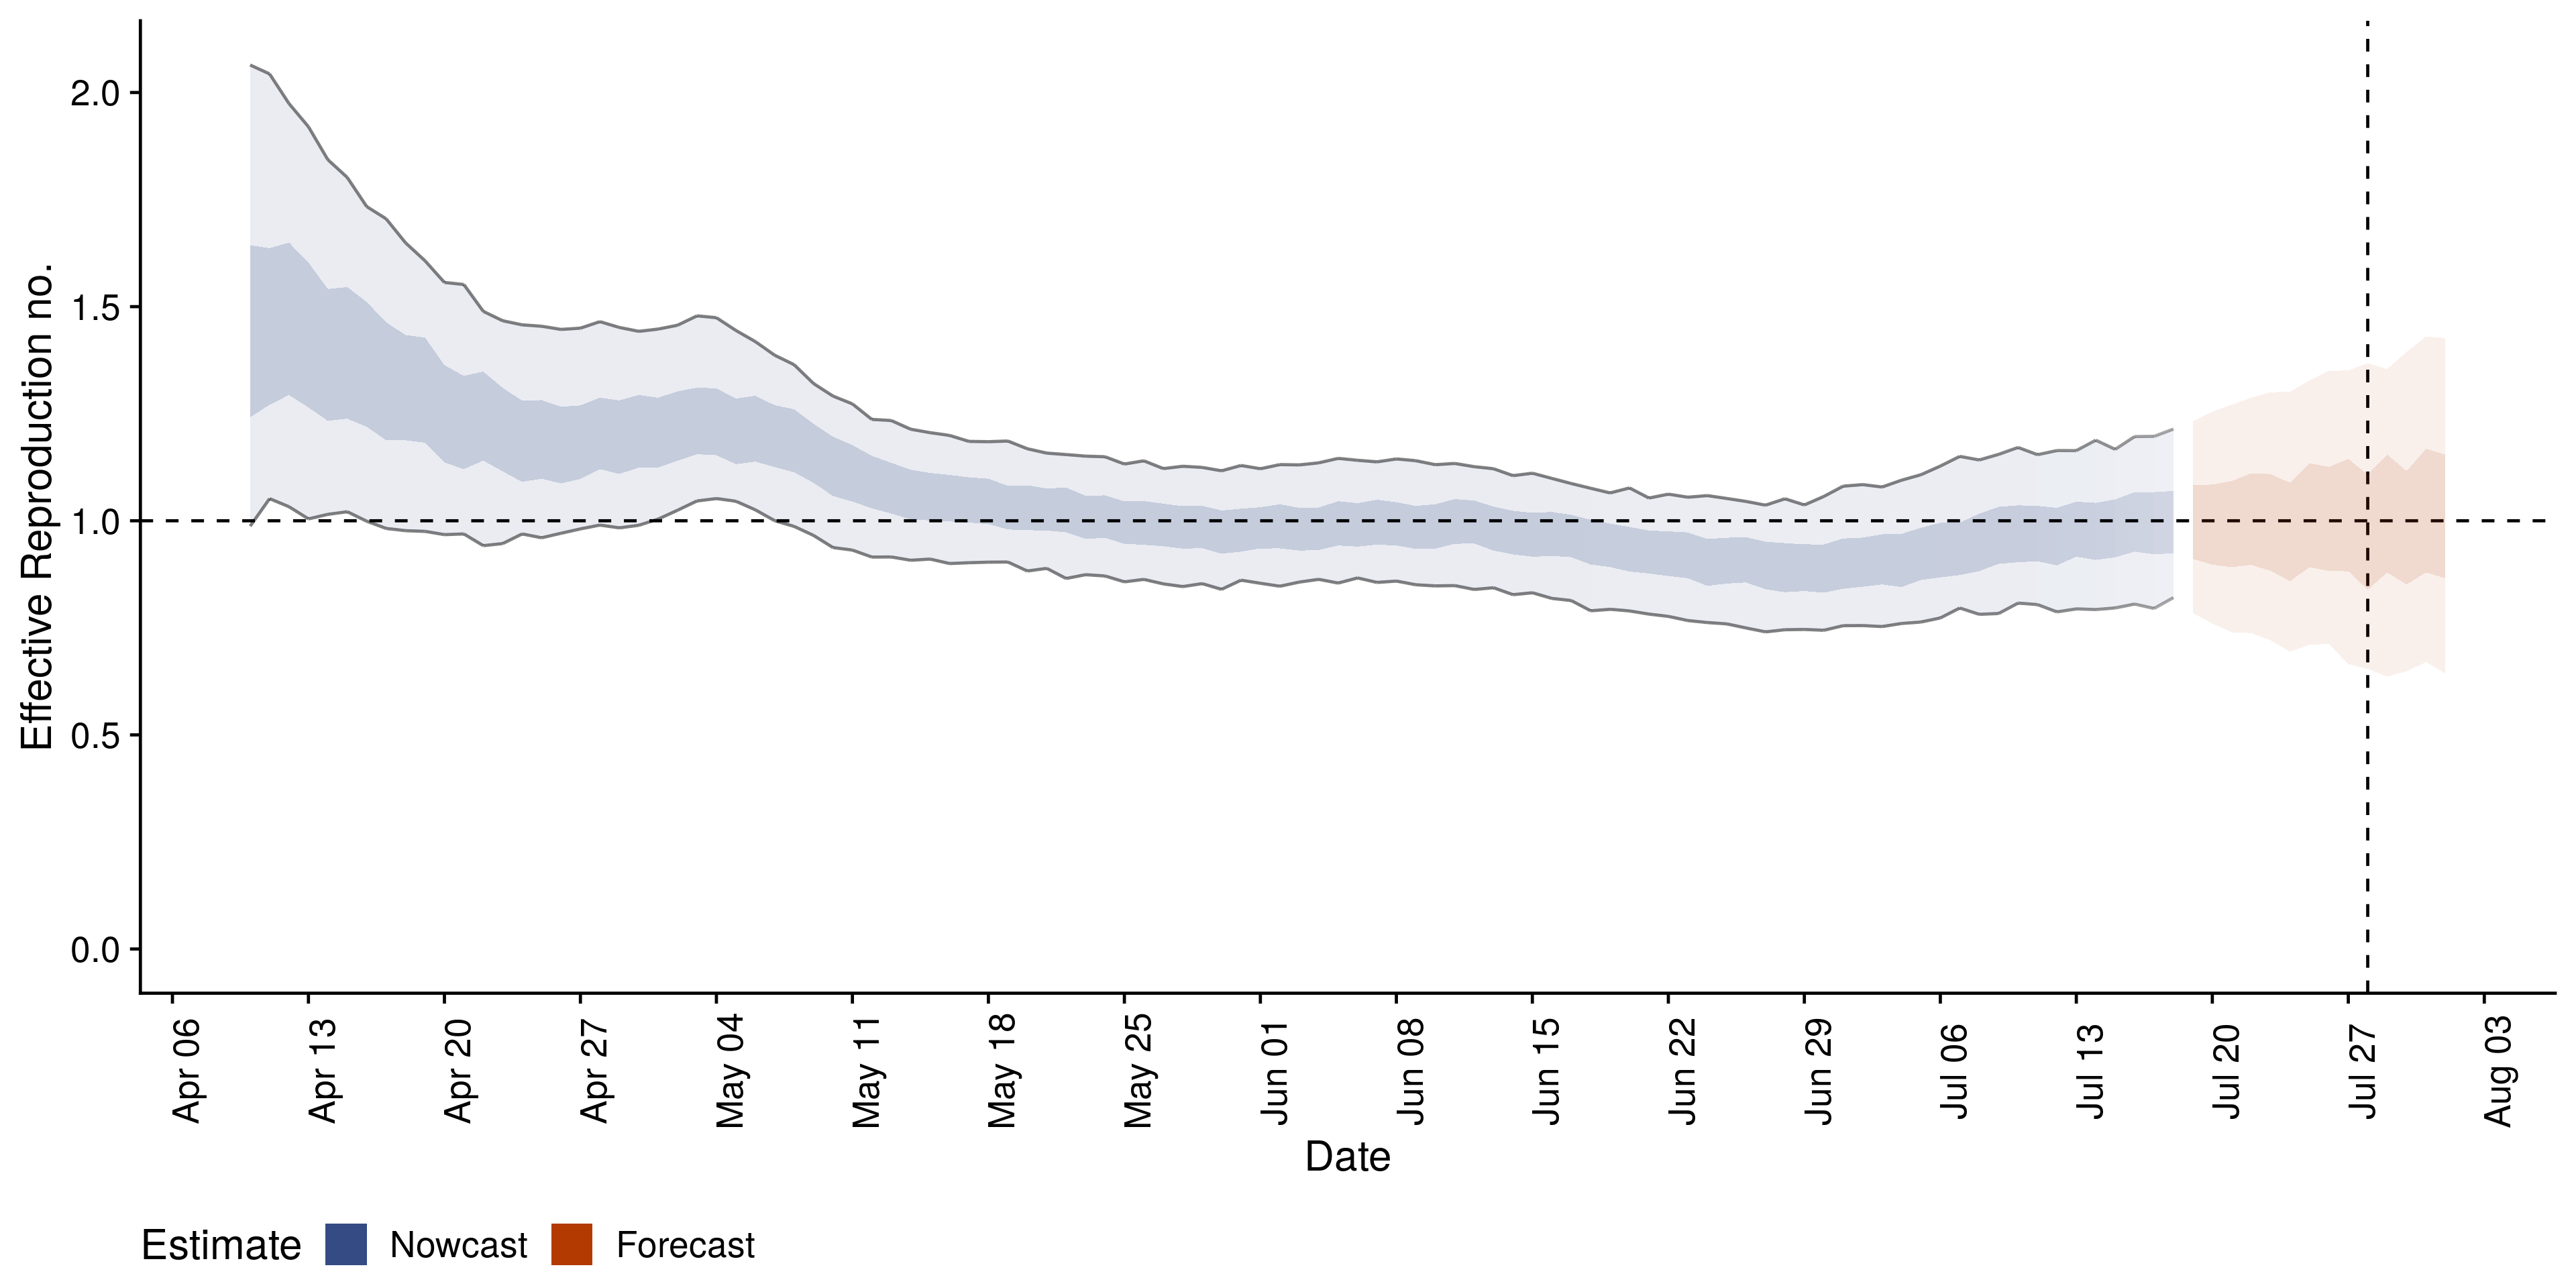 Effective Reproduction no.
2.0
1.5
1.0
0.5
0.0
Apr 06
Apr 13
Apr 20
Apr 27
May 04
May 11
May 18
May 25
Jun 01
Jun 08
Jun 15
Jun 22
Jun 29
Jul 06
Jul 13
Jul 20
Jul 27
Aug 03
Date
Estimate Nowcast Forecast